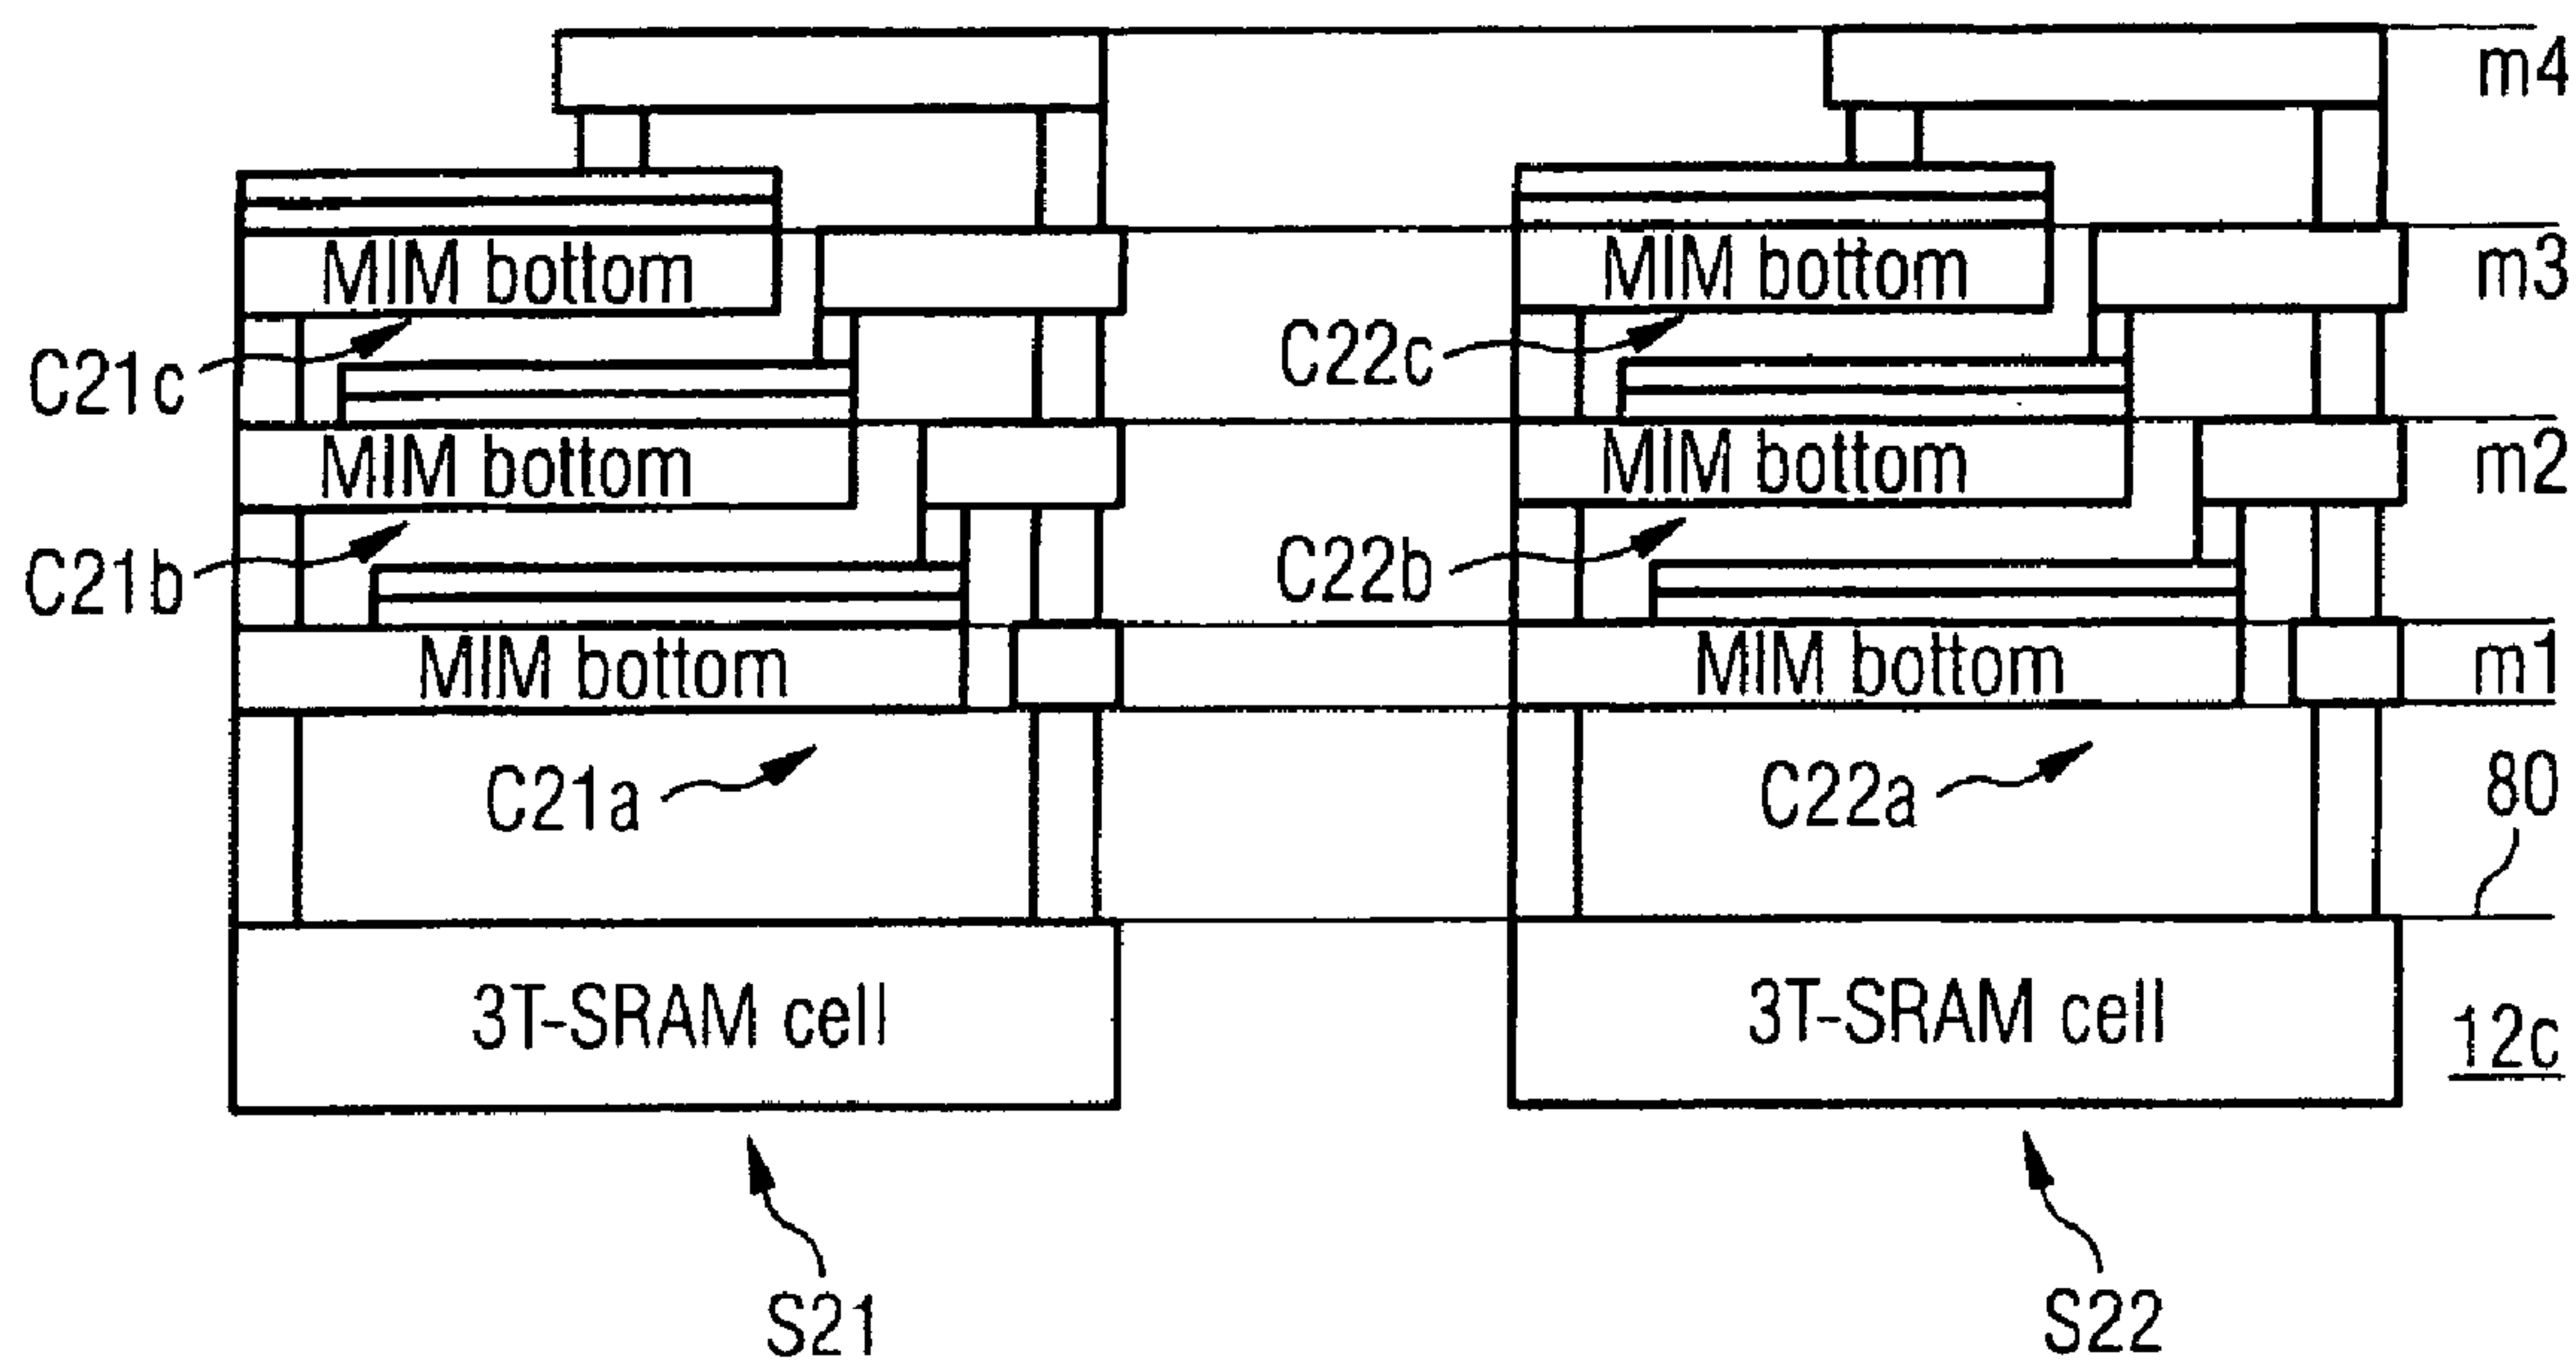 m4
MIM bottom
MIM bottom
m3
C21c
C22c
MIM bottom
MIM bottom
m2
C21b
C22b
MIM bottom
MIM bottom
m1
C21a
C22a
80
3T-SRAM cell
3T-SRAM cell
12c
S21
S22